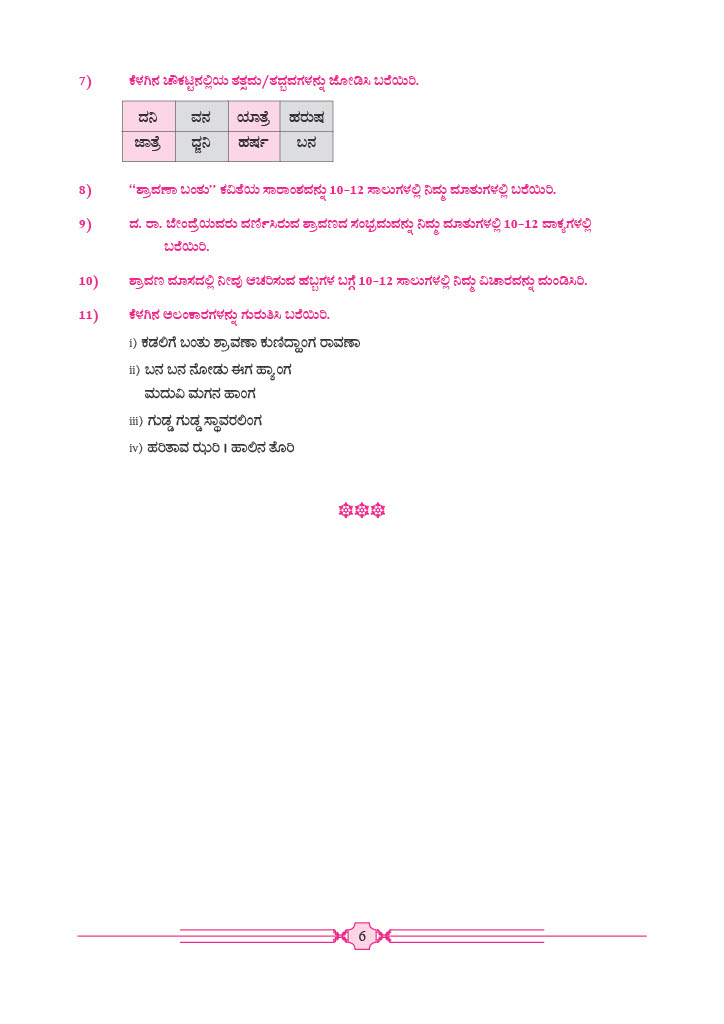 7) ಕೆಳಗಿನ ಚೌಕಟ್ಟಿನಲ್ಲಿಯ ತತ್ಸಮ/ತದ್ಭವಗಳನ್ನು ಜೋಡಿಸಿ ಬರೆಯಿರಿ.
ದನಿ ವನ ಯಾತ್ರೆ ಹರುಷ
ಜಾತ್ರೆ ಧ್ವನಿ ಹರ್ಷ ಬನ
8) “ಶ್ರಾವಣಾ ಬಂತು” ಕವಿತೆಯ ಸಾರಾಂಶವನ್ನು 10-12 ಸಾಲುಗಳಲ್ಲಿ ನಿಮ್ಮ ಮಾತುಗಳಲ್ಲಿ ಬರೆಯಿರಿ.
9) ದ. ರಾ. ಬೇಂದ್ರೆಯವರು ವರ್ಣಿಸಿರುವ ಶ್ರಾವಣದ ಸಂಭ್ರಮವನ್ನು ನಿಮ್ಮ ಮಾತುಗಳಲ್ಲಿ 10-12 ವಾಕ್ಯಗಳಲ್ಲಿ
ಬರೆಯಿರಿ.
10) ಶ್ರಾವಣ ಮಾಸದಲ್ಲಿ ನೀವು ಆಚರಿಸುವ ಹಬ್ಬಗಳ ಬಗ್ಗೆ 10-12 ಸಾಲುಗಳಲ್ಲಿ ನಿಮ್ಮ ವಿಚಾರವನ್ನು ಮಂಡಿಸಿರಿ.
11) ಕೆಳಗಿನ ಅಲಂಕಾರಗಳನ್ನು ಗುರುತಿಸಿ ಬರೆಯಿರಿ.
i) ಕಡಲಿಗೆ ಬಂತು ಶ್ರಾವಣಾ ಕುಣಿದ್ಹಾಂಗ ರಾವಣಾ
ii) ಬನ ಬನ ನೋಡು ಈಗ ಹ್ಯಾಂಗ
ಮದುವಿ ಮಗನ ಹಾಂಗ
iii) ಗುಡ್ಡ ಗುಡ್ಡ ಸ್ಥಾವರಲಿಂಗ
iv) ಹರಿತಾವ ಝರಿ । ಹಾಲಿನ ತೊರಿ
6